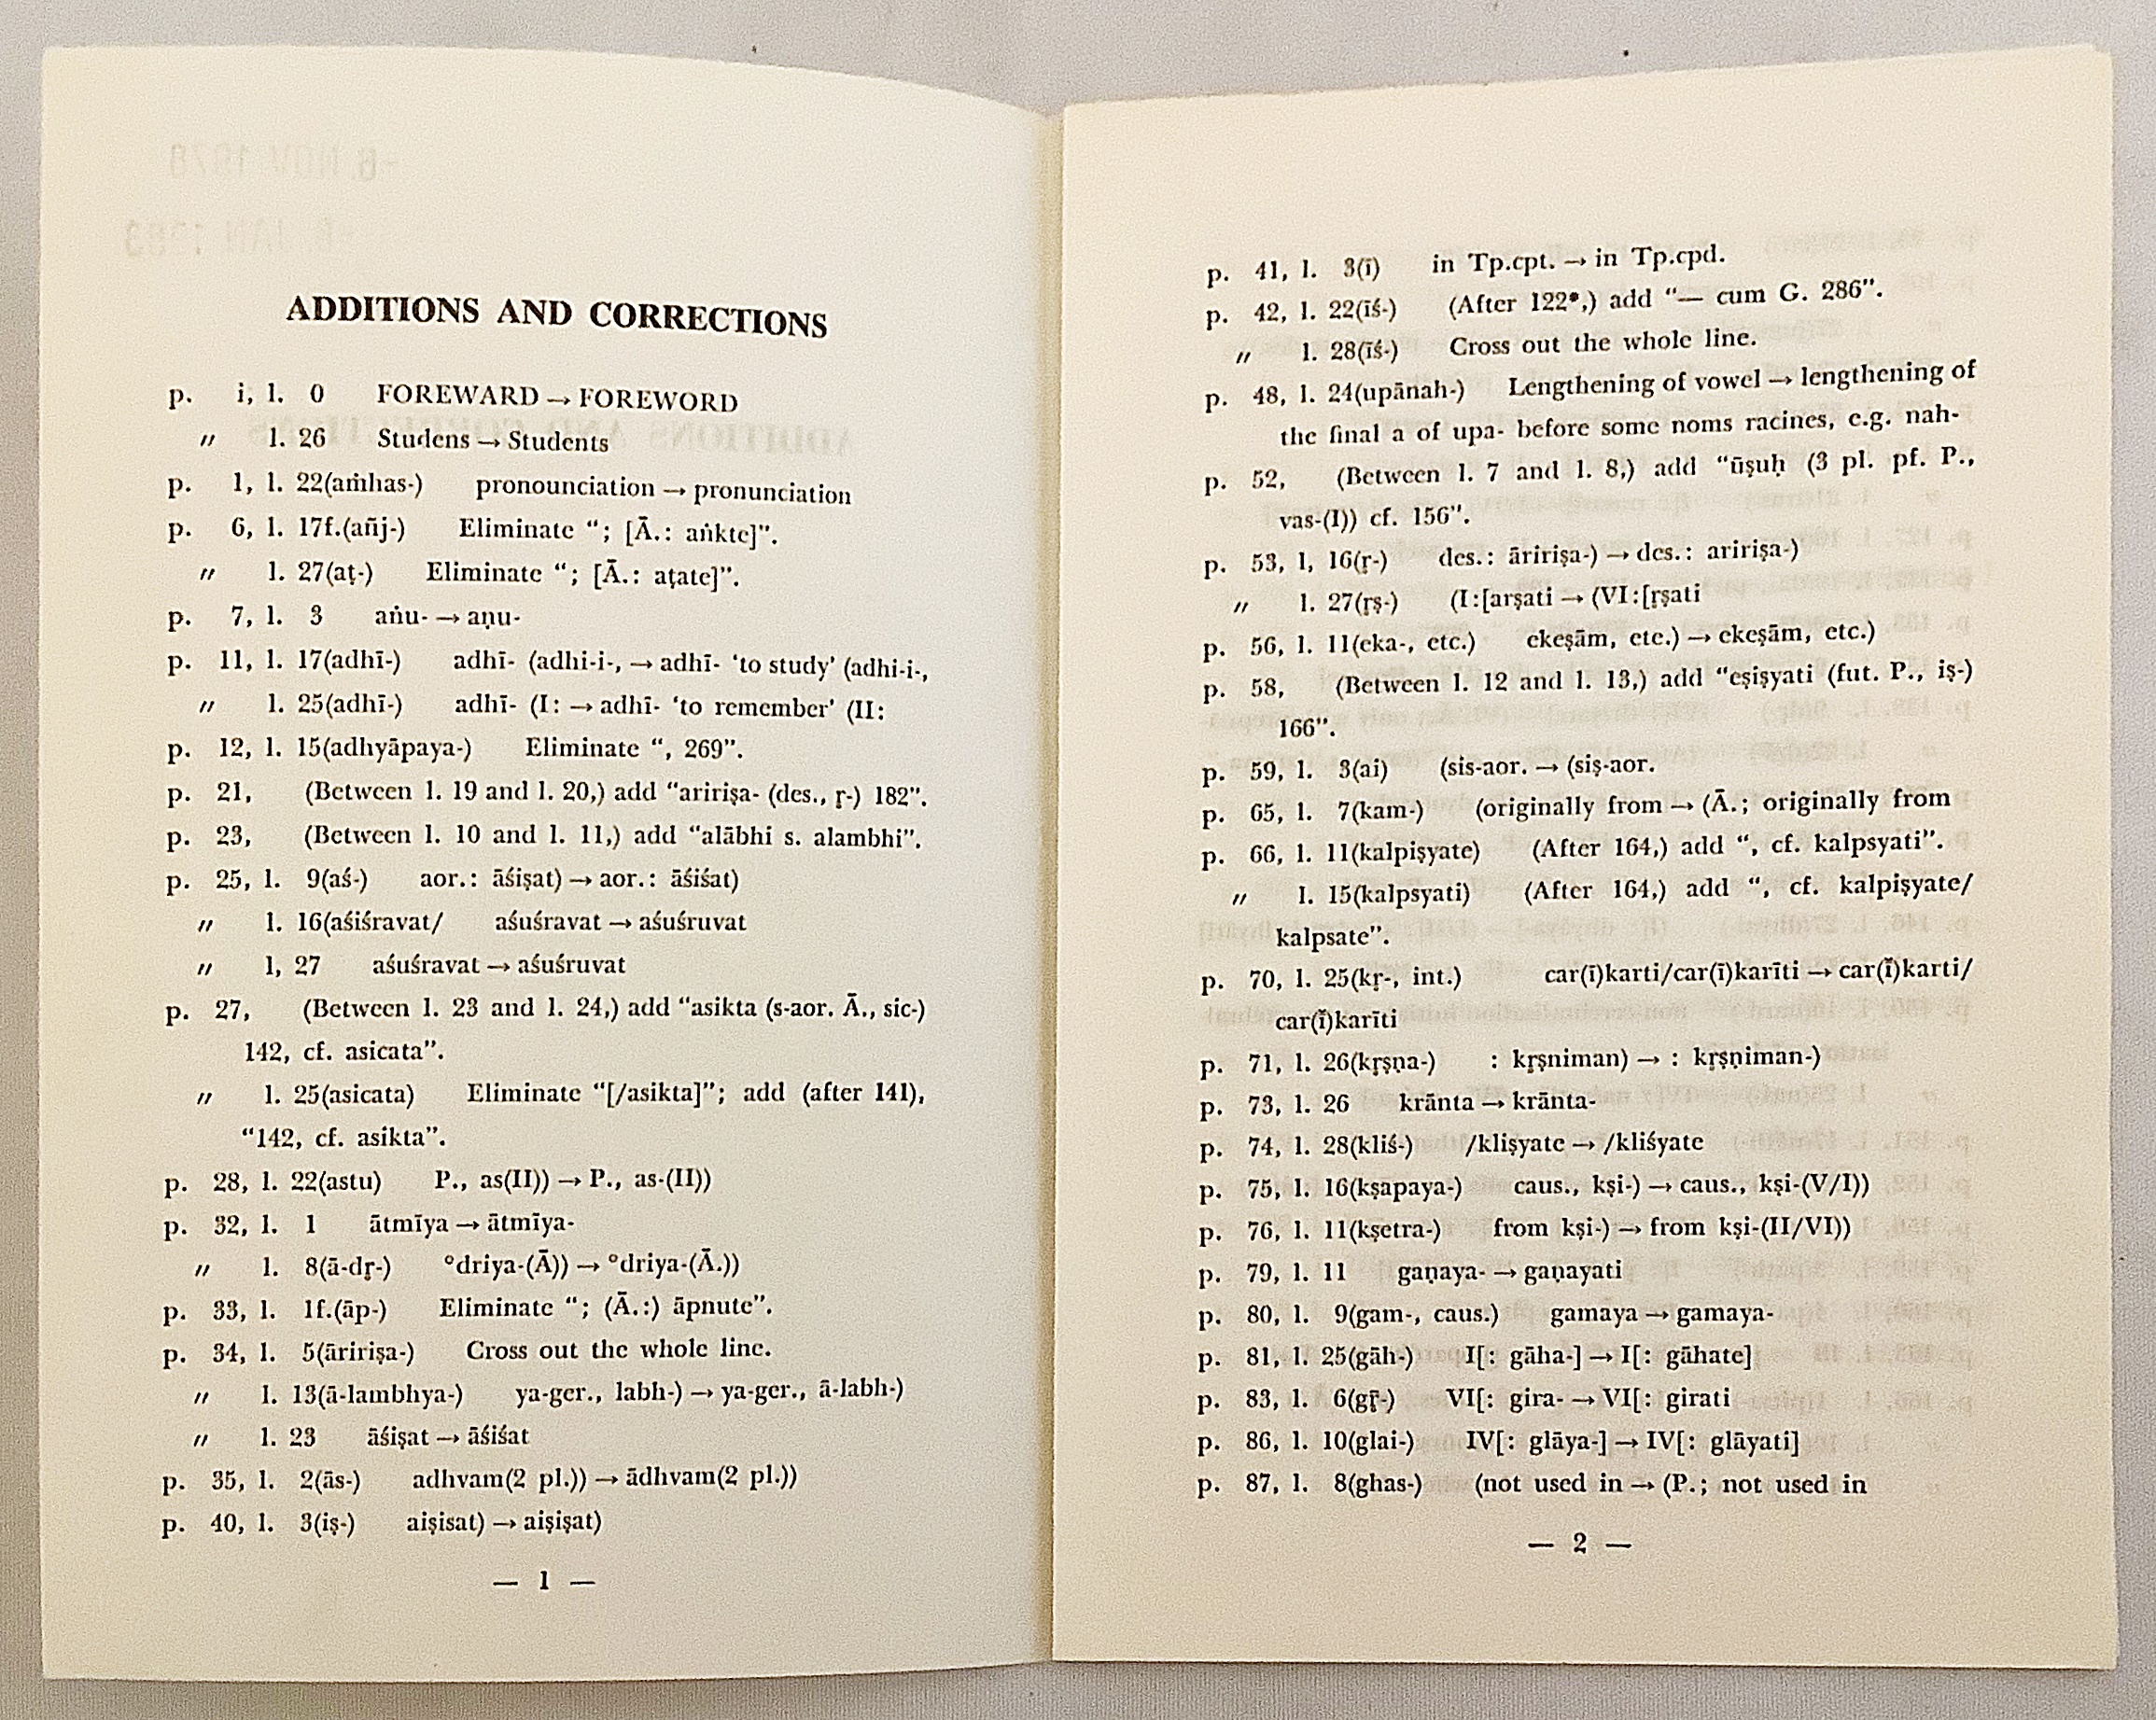 ADDITIONS AND CORRECTIONS
p. i, l. 0 FOREWARD → FOREWORD
〃 l. 26 Studens → Students
p. 1, l. 22(aṁhas-) pronounciation → pronunciation
p. 6, l. 17f.(añj-) Eliminate “; [Ā.: aṅkte]”.
〃 l. 27(aṭ-) Eliminate “; [Ā.: aṭate]”.
p. 7, l. 3 aṅu- → aṇu-
p. 11, l. 17(adhī-) adhī- (adhi-i-, → adhī- ‘to study’ (adhi-i-,
〃 l. 25(adhī-) adhī- (I: → adhī- ‘to remember’ (II:
p. 12, l. 15(adhyāpaya-) Eliminate “, 269”.
p. 21, (Between l. 19 and l. 20,) add “aririṣa- (des., ṛ-) 182”.
p. 23, (Between l. 10 and l. 11,) add “alābhi s. alambhi”.
p. 25, l. 9(aś-) aor.: āśiṣat) → aor.: āśiśat)
〃 l. 16(aśiśravat/ aśuśravat → aśuśruvat
〃 l, 27 aśuśravat → aśuśruvat
p. 27, (Between l. 23 and l. 24,) add “asikta (s-aor. Ā., sic-)
142, cf. asicata”.
〃 l. 25(asicata) Eliminate “[/asikta]”; add (after 141),
“142, cf. asikta”.
p. 28, l. 22(astu) P., as(II)) → P., as-(II))
p. 32, l. 1 ātmīya → ātmīya-
〃 l. 8(ā-dṛ-) °driya-(Ā)) → °driya-(Ā.))
p. 33, l. 1f.(āp-) Eliminate “; (Ā.:) āpnute”.
p. 34, l. 5(āririṣa-) Cross out the whole line.
〃 l. 13(ā-lambhya-) ya-ger., labh-) → ya-ger., ā-labh-)
〃 l. 23 āśiṣat → āśiśat
p. 35, l. 2(ās-) adhvam(2 pl.)) → ādhvam(2 pl.))
p. 40, l. 3(iṣ-) aiṣisat) → aiṣiṣat)
— 1 —
p. 41, l. 3(ī) in Tp.cpt. → in Tp.cpd.
p. 42, l. 22(īś-) (After 122*,) add “— cum G. 286”.
〃 l. 28(īś-) Cross out the whole line.
p. 48, l. 24(upānah-) Lengthening of vowel → lengthening of
the final a of upa- before some noms racines, e.g. nah-
p. 52, (Between l. 7 and l. 8,) add “ūṣuḥ (3 pl. pf. P.,
vas-(I)) cf. 156”.
p. 53, l, 16(ṛ-) des.: āririṣa-) → des.: aririṣa-)
〃 l. 27(ṛṣ-) (I:[arṣati → (VI:[ṛṣati
p. 56, l. 11(eka-, etc.) ekeṣām, etc.) → ekeṣām, etc.)
p. 58, (Between l. 12 and l. 13,) add “eṣiṣyati (fut. P., iṣ-)
166”.
p. 59, l. 3(ai) (sis-aor. → (siṣ-aor.
p. 65, l. 7(kam-) (originally from → (Ā.; originally from
p. 66, l. 11(kalpiṣyate) (After 164,) add “, cf. kalpsyati”.
〃 l. 15(kalpsyati) (After 164,) add “, cf. kalpiṣyate/
kalpsate”.
p. 70, l. 25(kṛ-, int.) car(ī)karti/car(ī)karīti → car(ī̆)karti/
car(ī̆)karīti
p. 71, l. 26(kṛṣṇa-) : kṛṣniman) → : kṛṣṇiman-)
p. 73, l. 26 krānta → krānta-
p. 74, l. 28(kliś-) /kliṣyate → /kliśyate
p. 75, l. 16(kṣapaya-) caus., kṣi-) → caus., kṣi-(V/I))
p. 76, l. 11(kṣetra-) from kṣi-) → from kṣi-(II/VI))
p. 79, l. 11 gaṇaya- → gaṇayati
p. 80, l. 9(gam-, caus.) gamaya → gamaya-
p. 81, l. 25(gāh-) I[: gāha-] → I[: gāhate]
p. 83, l. 6(gṝ-) VI[: gira- → VI[: girati
p. 86, l. 10(glai-) IV[: glāya-] → IV[: glāyati]
p. 87, l. 8(ghas-) (not used in → (P.; not used in
— 2 —